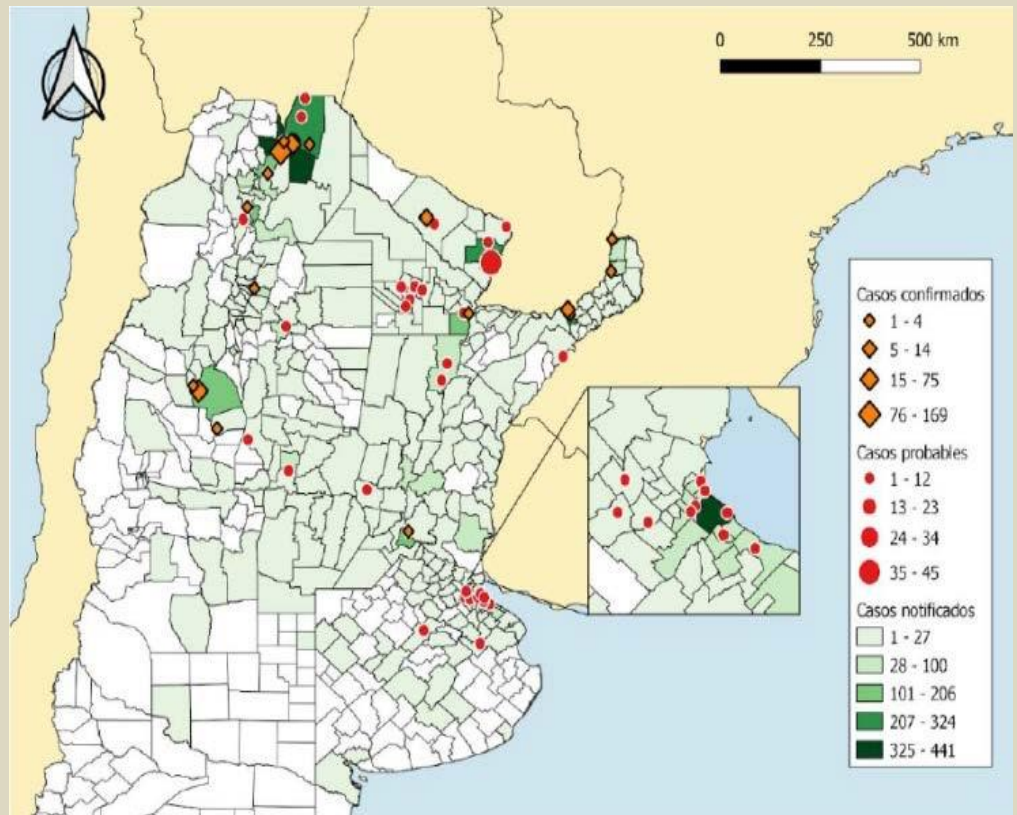 0 250 500 km
Casos confirmados
1 - 4
5 - 14
15 - 75
76 - 169
Casos probables
1 - 12
13 - 23
24 - 34
35 - 45
Casos notificados
1 - 27
28 - 100
101 - 206
207 - 324
325 - 441